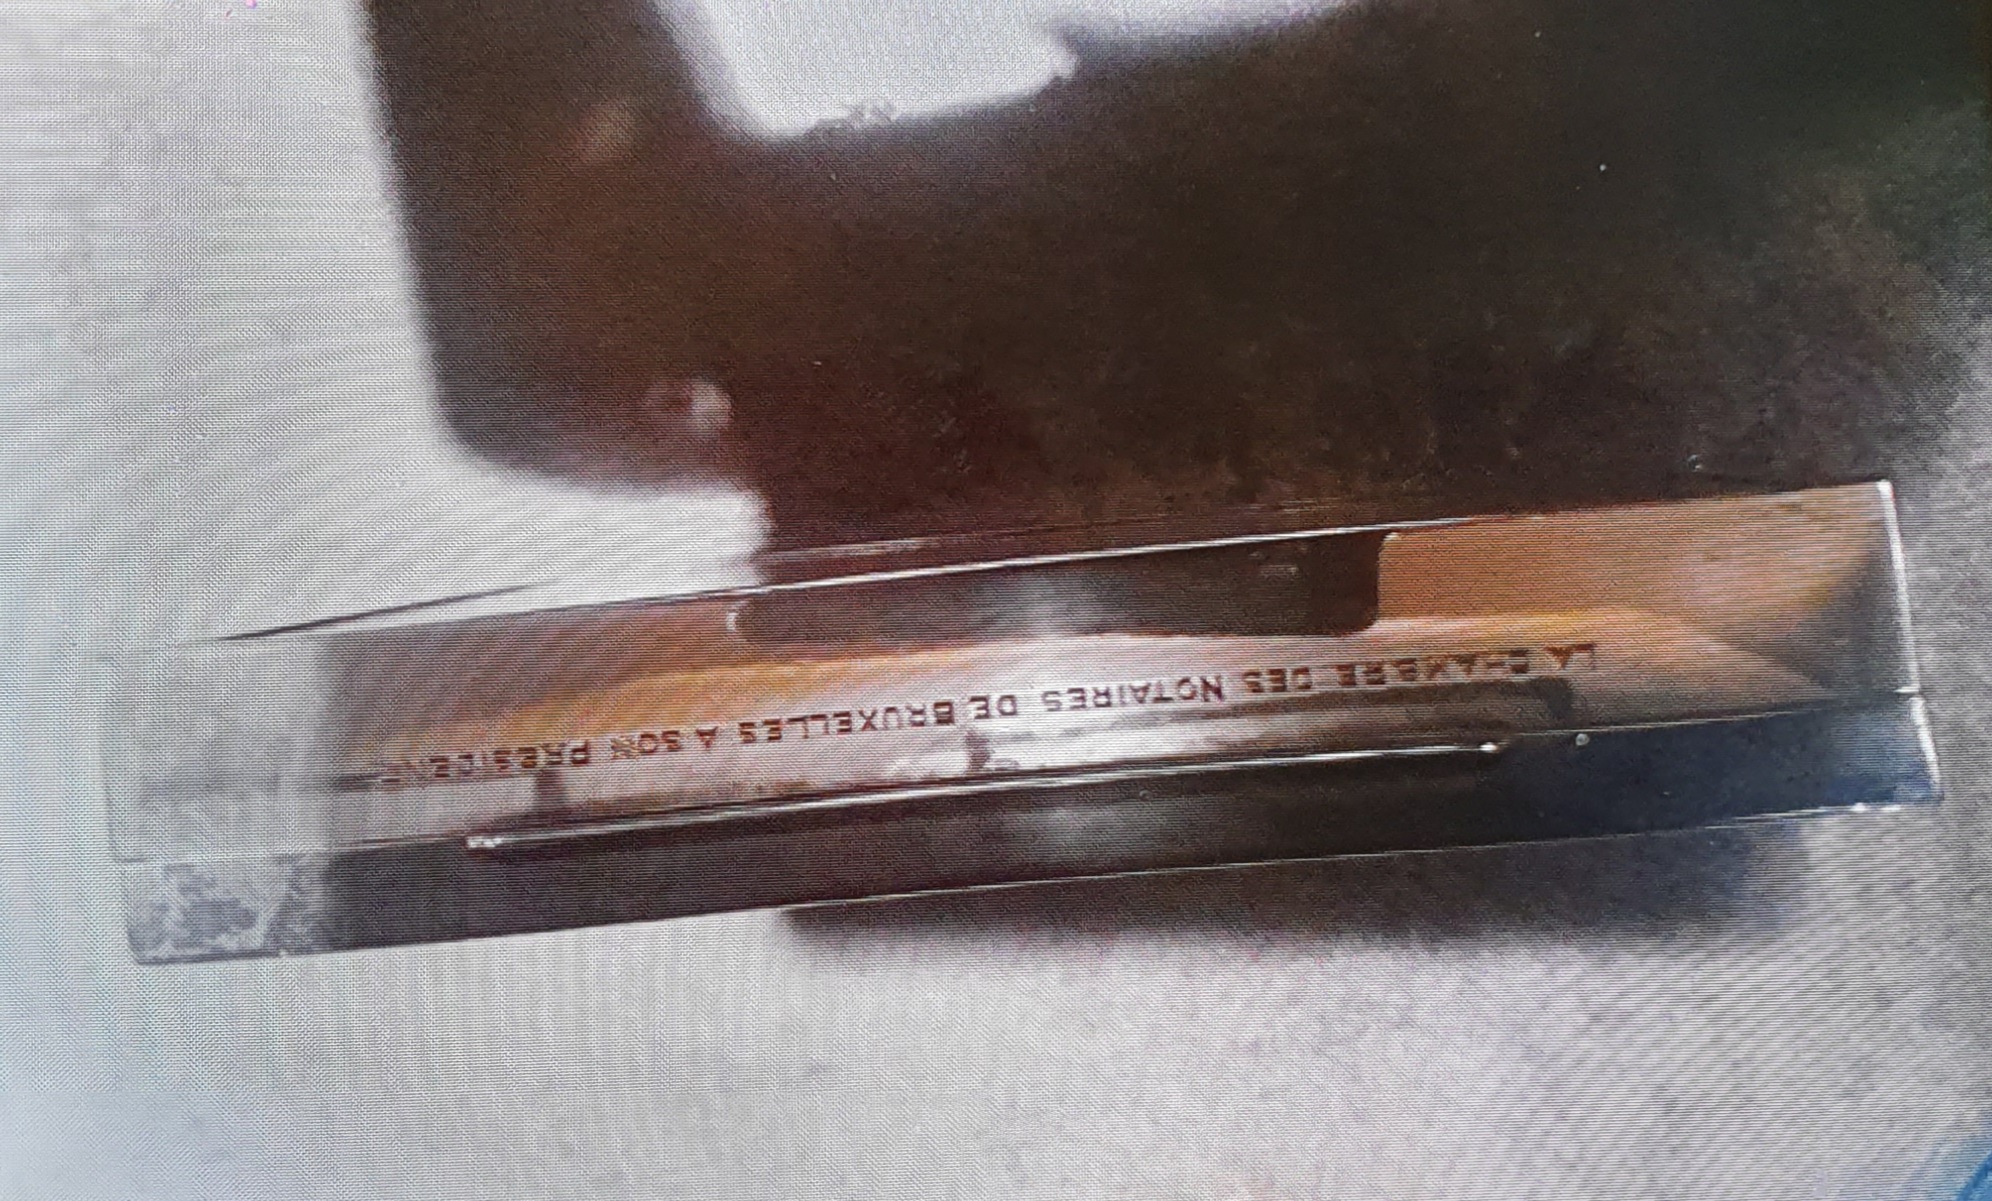 LA CHAMBRE DES NOTAIRES DE BRUXELLES A SON PRESIDENT